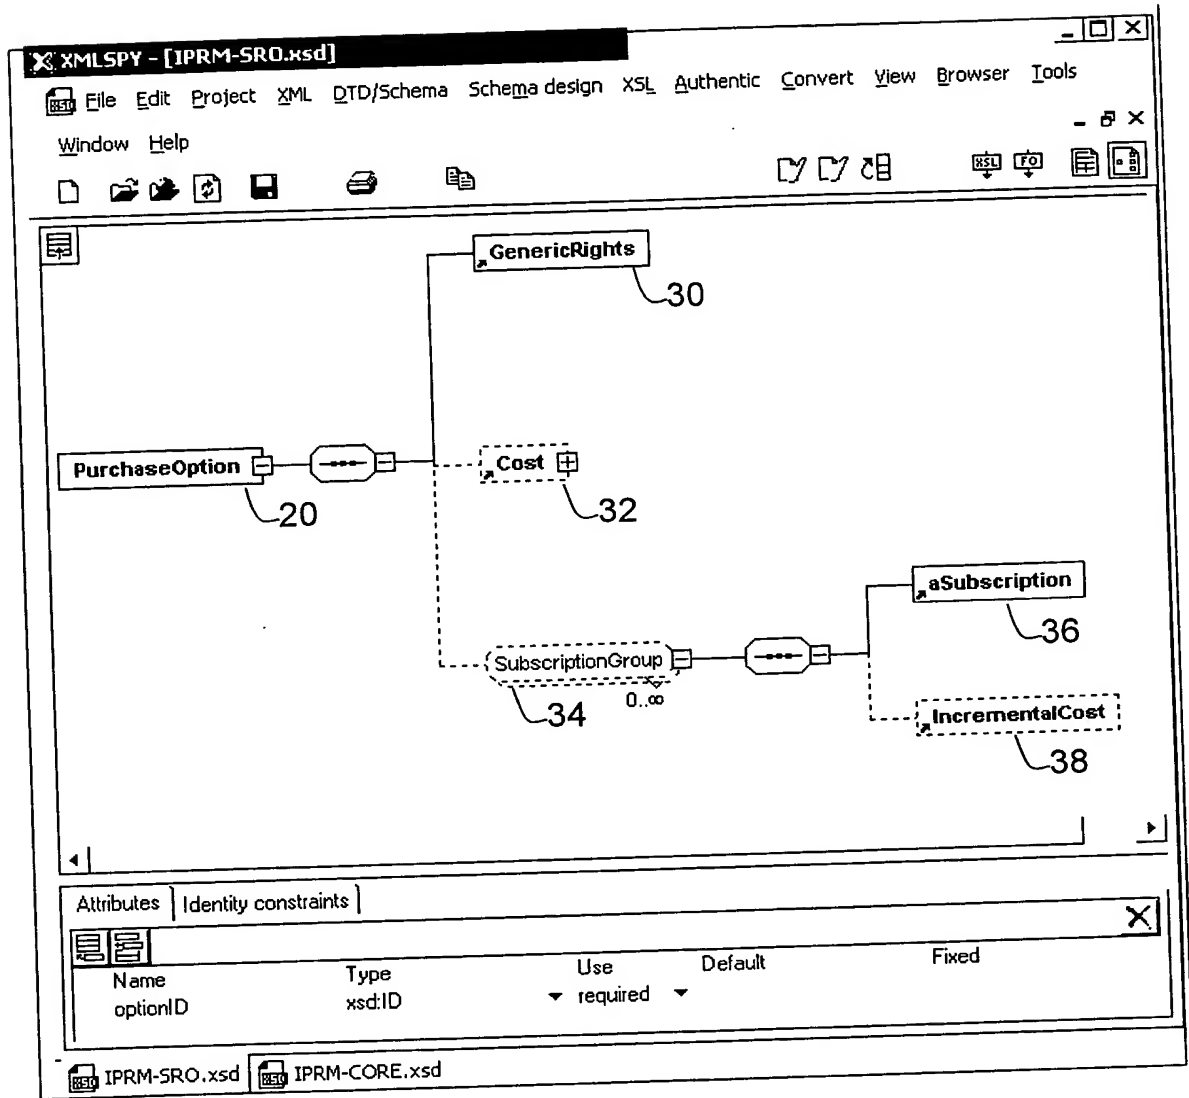 XMLSPY - [IPRM-SRO.xsd]
File Edit Project XML DTD/Schema Schema design XSL Authentic Convert View Browser Tools
Window Help
XSL FO
GenericRights
30
PurchaseOption
20
Cost
32
aSubscription
36
SubscriptionGroup
0..∞
34
IncrementalCost
38
Attributes Identity constraints
Name Type Use Default Fixed
optionID xsd:ID required
IPRM-SRO.xsd IPRM-CORE.xsd